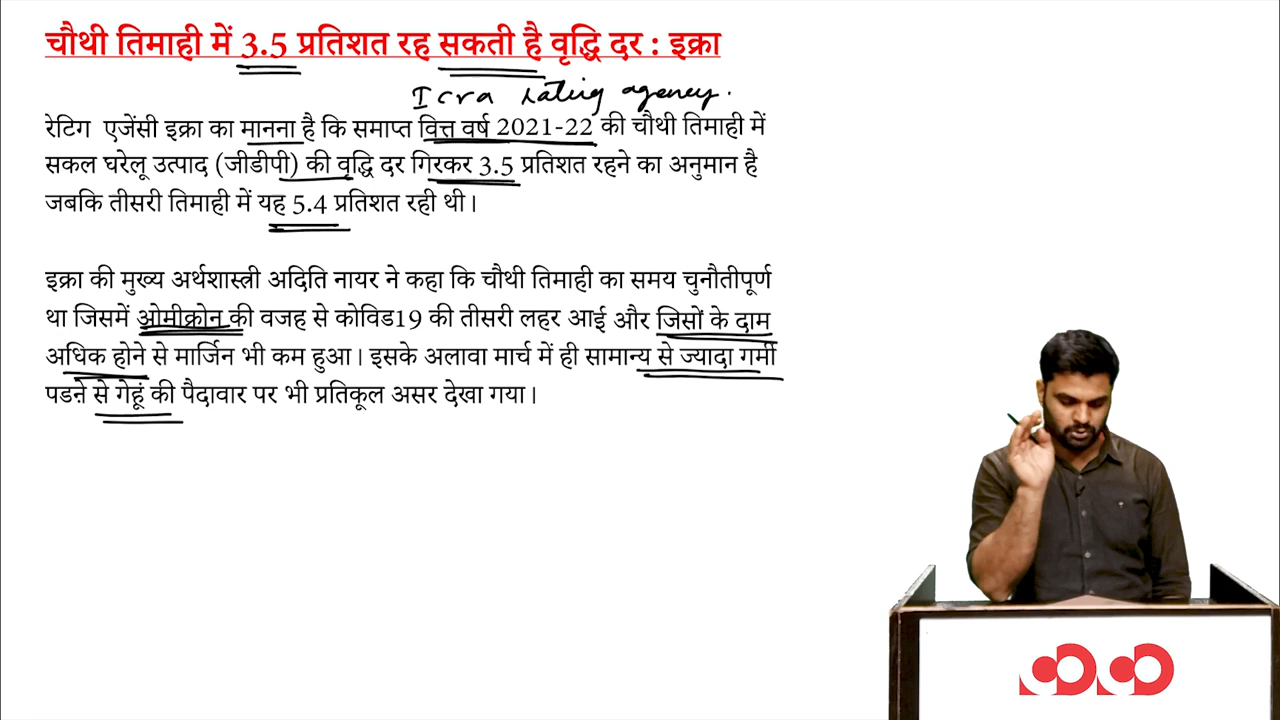 चौथी तिमाही में 3.5 प्रतिशत रह सकती है वृद्धि दर : इक्रा
Icra rating agency.
रेटिग एजेंसी इक्रा का मानना है कि समाप्त वित्त वर्ष 2021-22 की चौथी तिमाही में
सकल घरेलू उत्पाद (जीडीपी) की वृद्धि दर गिरकर 3.5 प्रतिशत रहने का अनुमान है
जबकि तीसरी तिमाही में यह 5.4 प्रतिशत रही थी।
इक्रा की मुख्य अर्थशास्त्री अदिति नायर ने कहा कि चौथी तिमाही का समय चुनौतीपूर्ण
था जिसमें ओमीक्रोन की वजह से कोविड19 की तीसरी लहर आई और जिसों के दाम
अधिक होने से मार्जिन भी कम हुआ। इसके अलावा मार्च में ही सामान्य से ज्यादा गर्मी
पडऩे से गेहूं की पैदावार पर भी प्रतिकूल असर देखा गया।